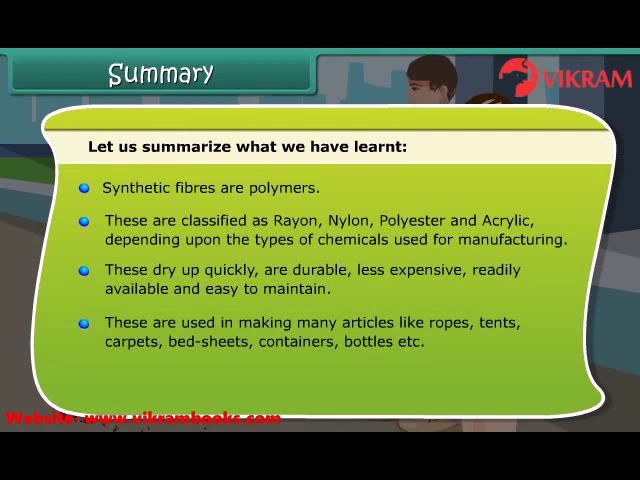 Summary
VIKRAM
Let us summarize what we have learnt:
Synthetic fibres are polymers.
These are classified as Rayon, Nylon, Polyester and Acrylic,
depending upon the types of chemicals used for manufacturing.
These dry up quickly, are durable, less expensive, readily
available and easy to maintain.
These are used in making many articles like ropes, tents,
carpets, bed-sheets, containers, bottles etc.
Website- www.vikrambooks.com